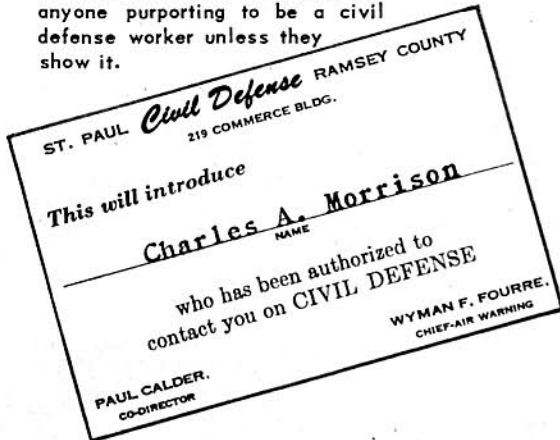 anyone purporting to be a civil
defense worker unless they
show it.
ST. PAUL Civil Defense RAMSEY COUNTY
219 COMMERCE BLDG.
This will introduce
Charles A. Morrison
NAME
who has been authorized to
contact you on CIVIL DEFENSE
WYMAN F. FOURRE,
CHIEF-AIR WARNING
PAUL CALDER,
CO-DIRECTOR